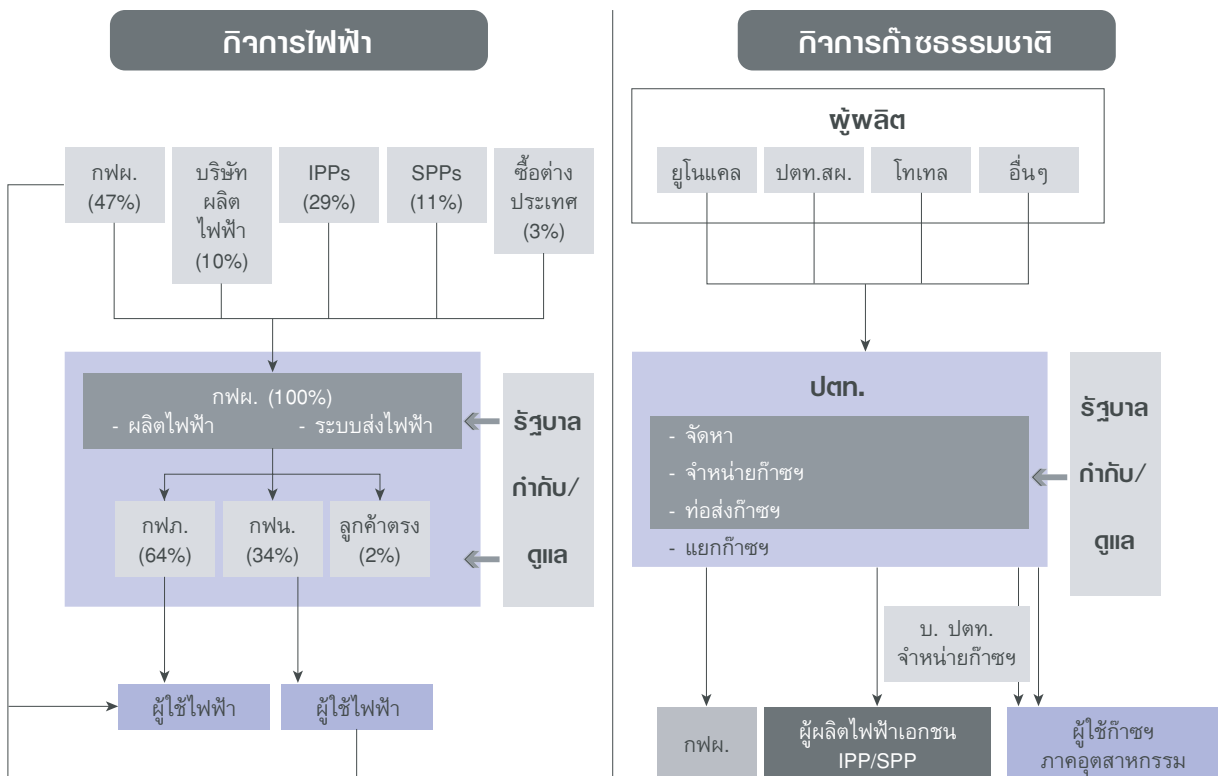 กิจการไฟฟ้า
กฟผ.
(47%)
บริษัท
ผลิต
ไฟฟ้า
(10%)
IPPs
(29%)
SPPs
(11%)
ซื้อต่าง
ประเทศ
(3%)
กฟผ. (100%)
- ผลิตไฟฟ้า
- ระบบส่งไฟฟ้า
กฟภ.
(64%)
กฟน.
(34%)
ลูกค้าตรง
(2%)
รัฐบาล
กำกับ/
ดูแล
ผู้ใช้ไฟฟ้า
ผู้ใช้ไฟฟ้า
กิจการก๊าซธรรมชาติ
ผู้ผลิต
ยูโนแคล
ปตท.สผ.
โทเทล
อื่นๆ
ปตท.
- จัดหา
- จำหน่ายก๊าซฯ
- ท่อส่งก๊าซฯ
- แยกก๊าซฯ
รัฐบาล
กำกับ/
ดูแล
บ. ปตท.
จำหน่ายก๊าซฯ
กฟผ.
ผู้ผลิตไฟฟ้าเอกชน
IPP/SPP
ผู้ใช้ก๊าซฯ
ภาคอุตสาหกรรม